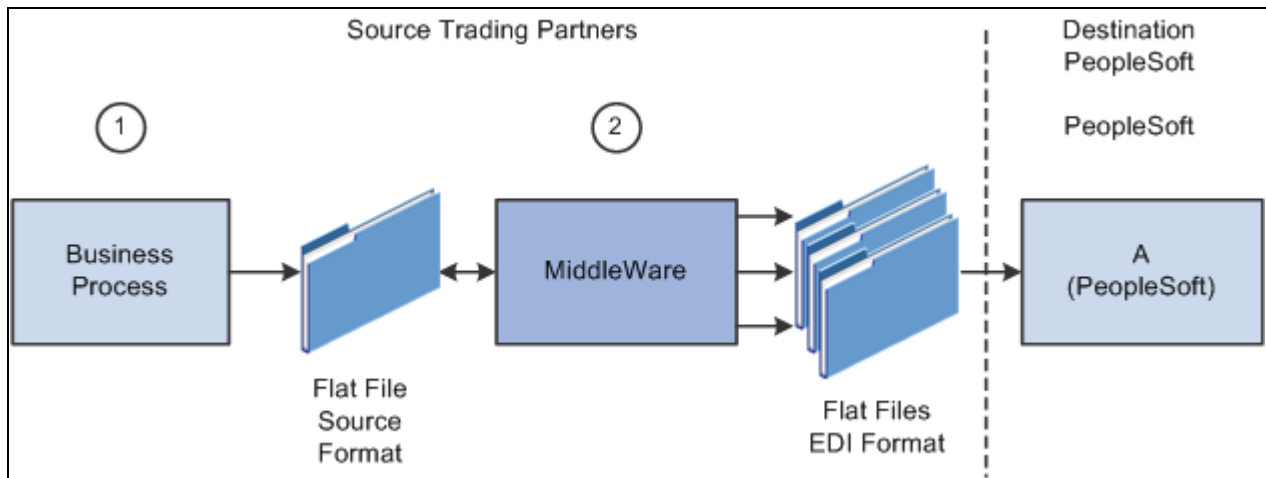 Source Trading Partners
Destination
PeopleSoft
PeopleSoft
1
2
Business
Process
MiddleWare
A
(PeopleSoft)
Flat File
Source
Format
Flat Files
EDI Format